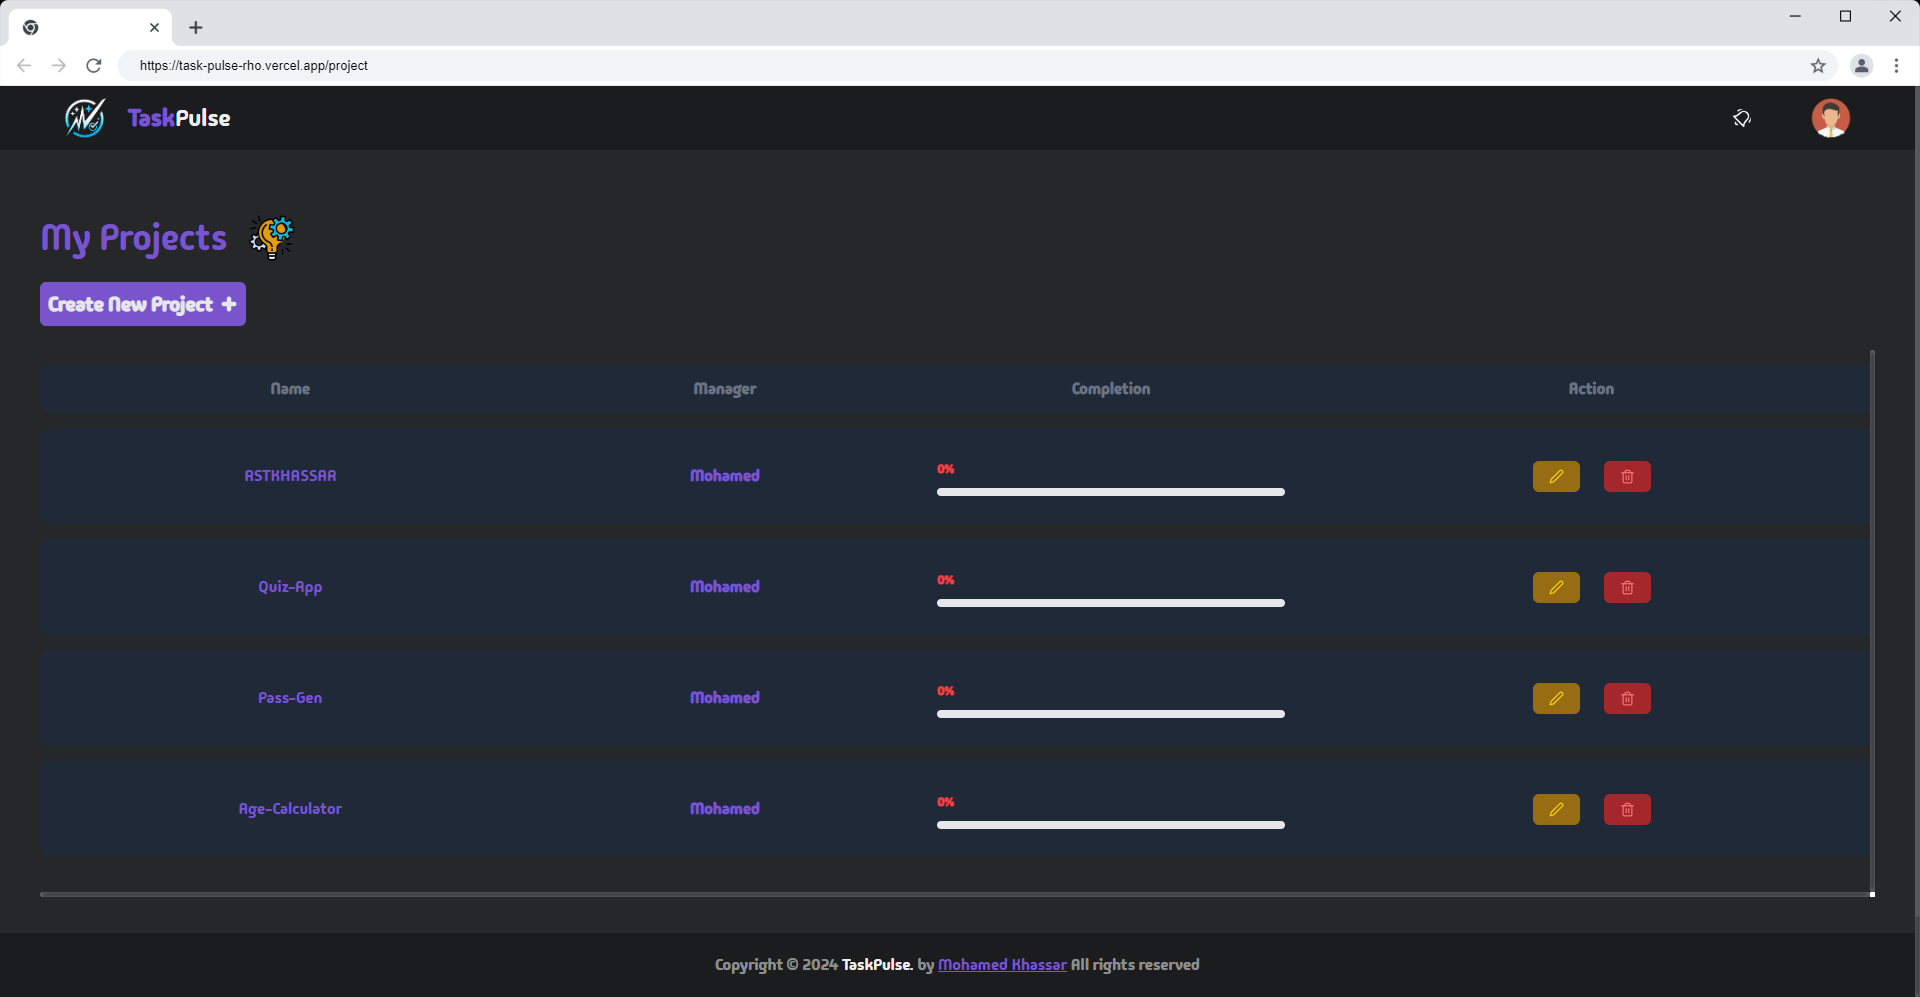 https://task-pulse-rho.vercel.app/project
TaskPulse
My Projects
Create New Project +
Name Manager Completion Action
ASTKHASSAR Mohamed 0%
Quiz-App Mohamed 0%
Pass-Gen Mohamed 0%
Age-Calculator Mohamed 0%
Copyright © 2024 TaskPulse. by Mohamed Khassar All rights reserved